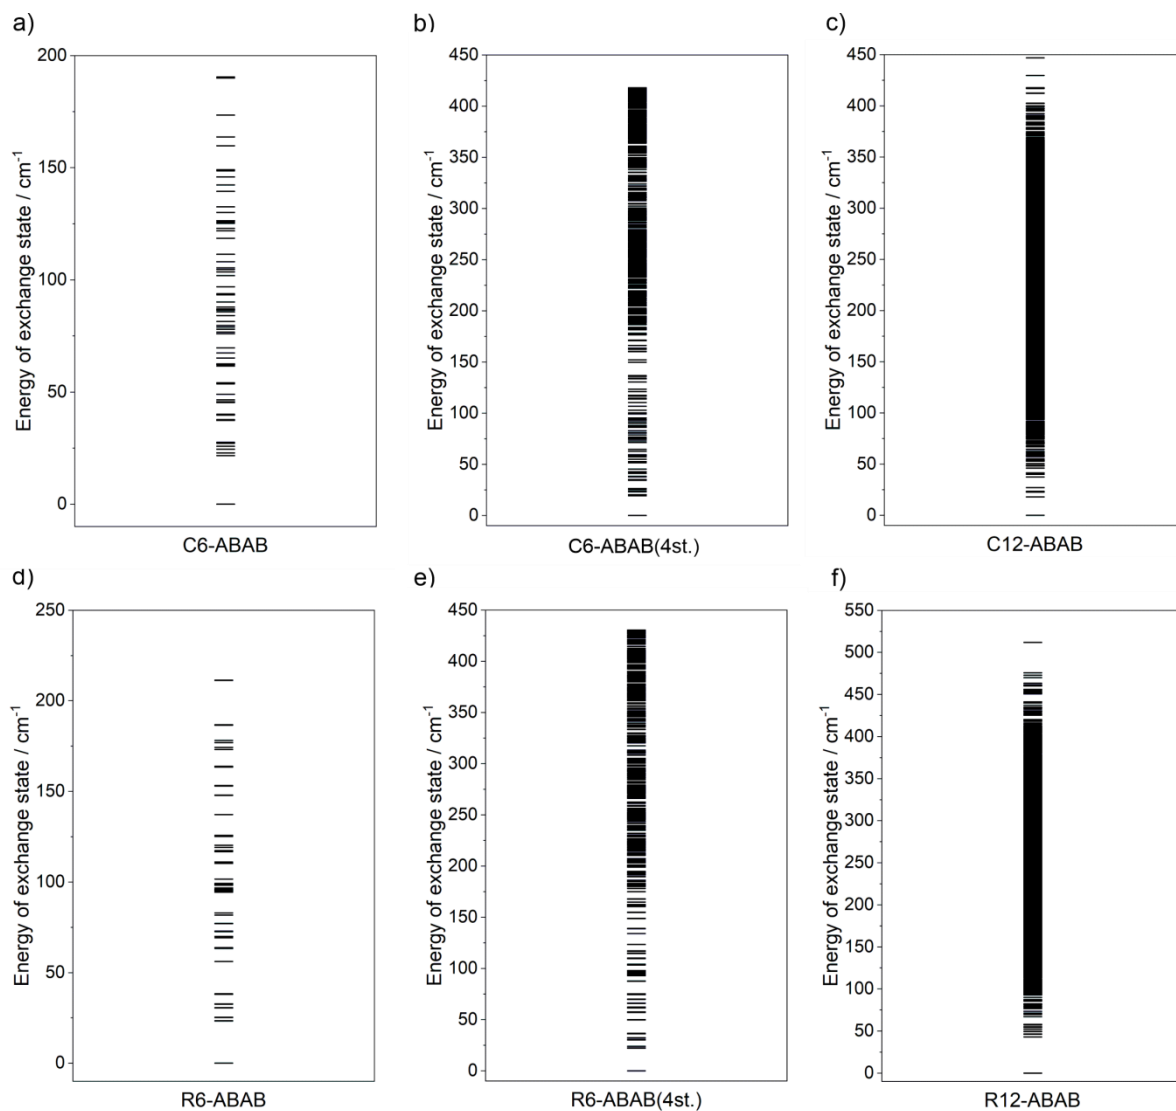 a)
Energy of exchange state / cm⁻¹
200
150
100
50
0
C6-ABAB
b)
Energy of exchange state / cm⁻¹
450
400
350
300
250
200
150
100
50
0
C6-ABAB(4st.)
c)
Energy of exchange state / cm⁻¹
450
400
350
300
250
200
150
100
50
0
C12-ABAB
d)
Energy of exchange state / cm⁻¹
250
200
150
100
50
0
R6-ABAB
e)
Energy of exchange state / cm⁻¹
450
400
350
300
250
200
150
100
50
0
R6-ABAB(4st.)
f)
Energy of exchange state / cm⁻¹
550
500
450
400
350
300
250
200
150
100
50
0
R12-ABAB